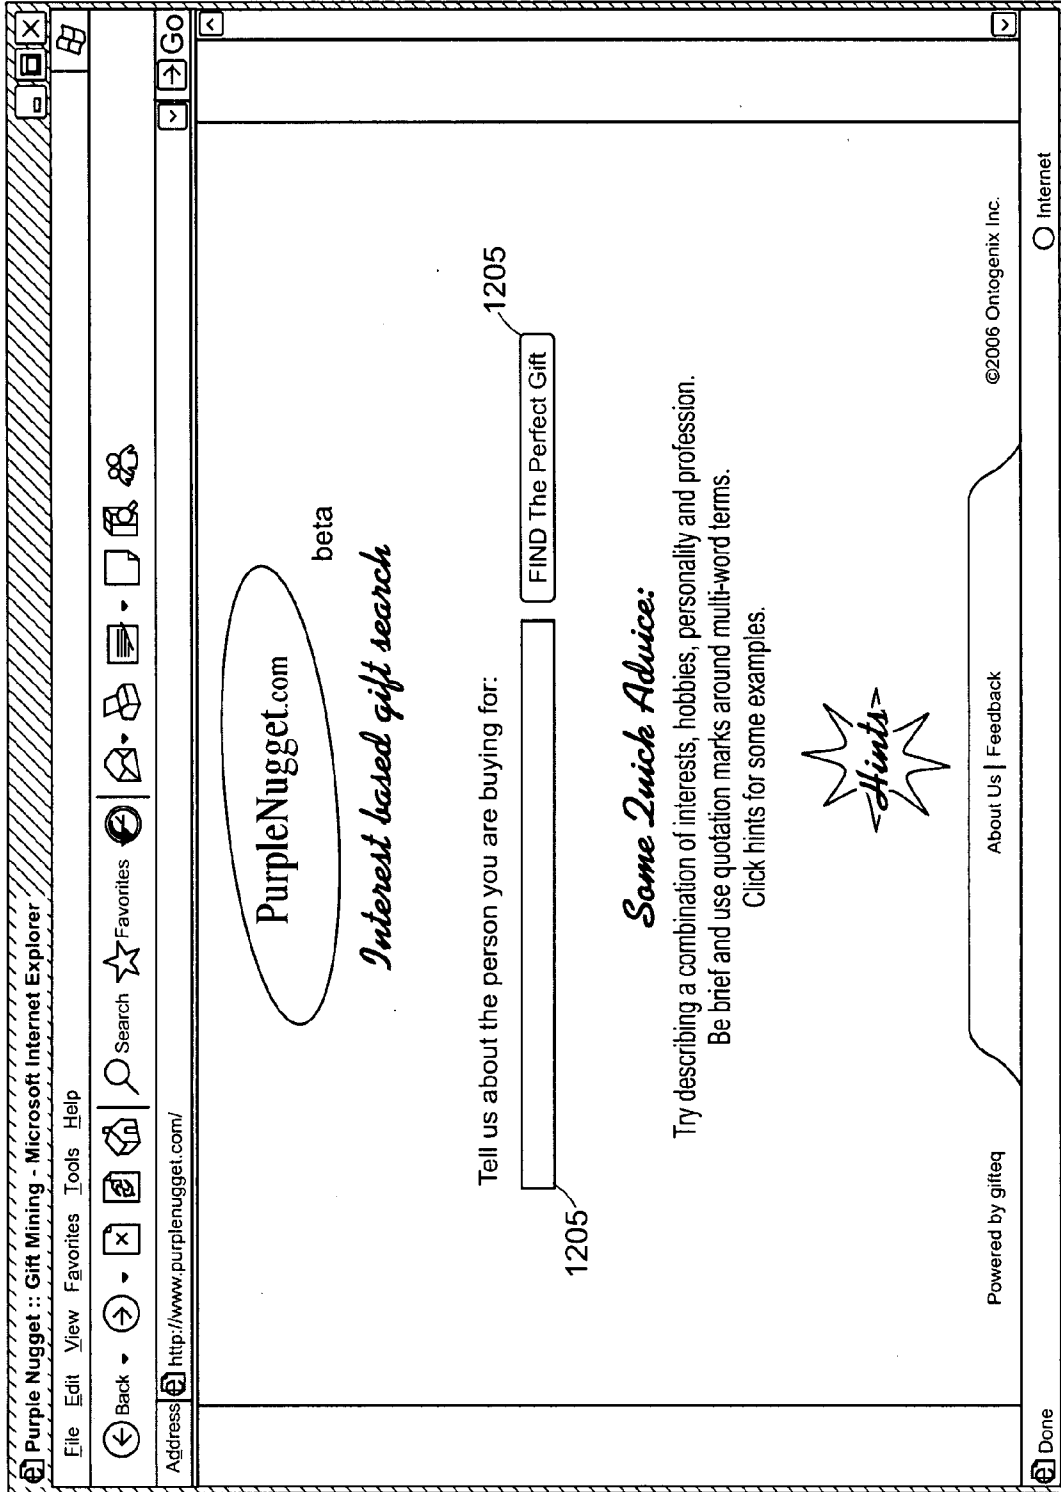 Purple Nugget :: Gift Mining - Microsoft Internet Explorer
File Edit View Favorites Tools Help
Back Search Favorites
Address http://www.purplenugget.com/ Go
PurpleNugget.com
beta
Interest based gift search
Tell us about the person you are buying for:
1205
FIND The Perfect Gift
1205
Some Quick Advice:
Try describing a combination of interests, hobbies, personality and profession.
Be brief and use quotation marks around multi-word terms.
Click hints for some examples.
Hints
Powered by gifteq
About Us | Feedback
©2006 Ontogenix Inc.
Done
Internet